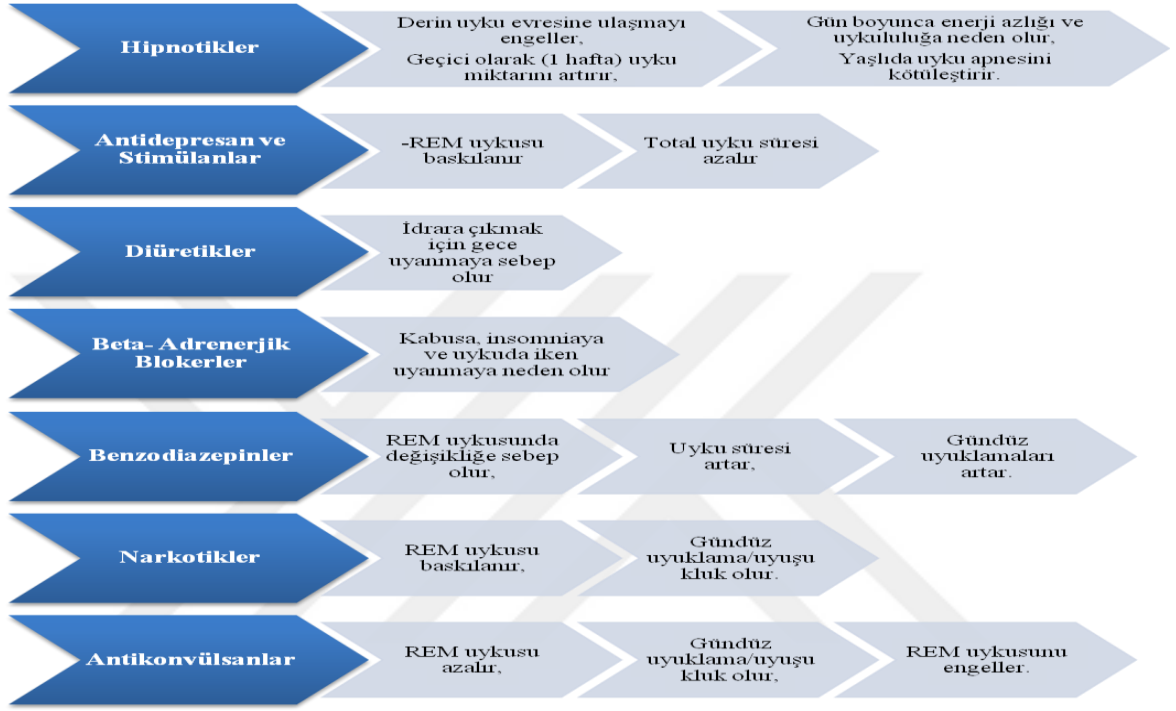 Hipnotikler
Derin uyku evresine ulaşmayı
engeller,
Geçici olarak (1 hafta) uyku
miktarını artırır,
Gün boyunca enerji azlığı ve
uykululuğa neden olur,
Yaşlıda uyku apnesini
kötüleştirir.
Antidepresan ve
Stimülanlar
-REM uykusu
baskılanır
Total uyku süresi
azalır
Diüretikler
İdrara çıkmak
için gece
uyanmaya sebep
olur
Beta- Adrenerjik
Blokerler
Kabusa, insomniaya
ve uykuda iken
uyanmaya neden olur
Benzodiazepinler
REM uykusunda
değişikliğe sebep
olur,
Uyku süresi
artar,
Gündüz
uyuklamaları
artar.
Narkotikler
REM uykusu
baskılanır,
Gündüz
uyuklama/uyuşu
kluk olur.
Antikonvülsanlar
REM uykusu
azalır,
Gündüz
uyuklama/uyuşu
kluk olur,
REM uykusunu
engeller.